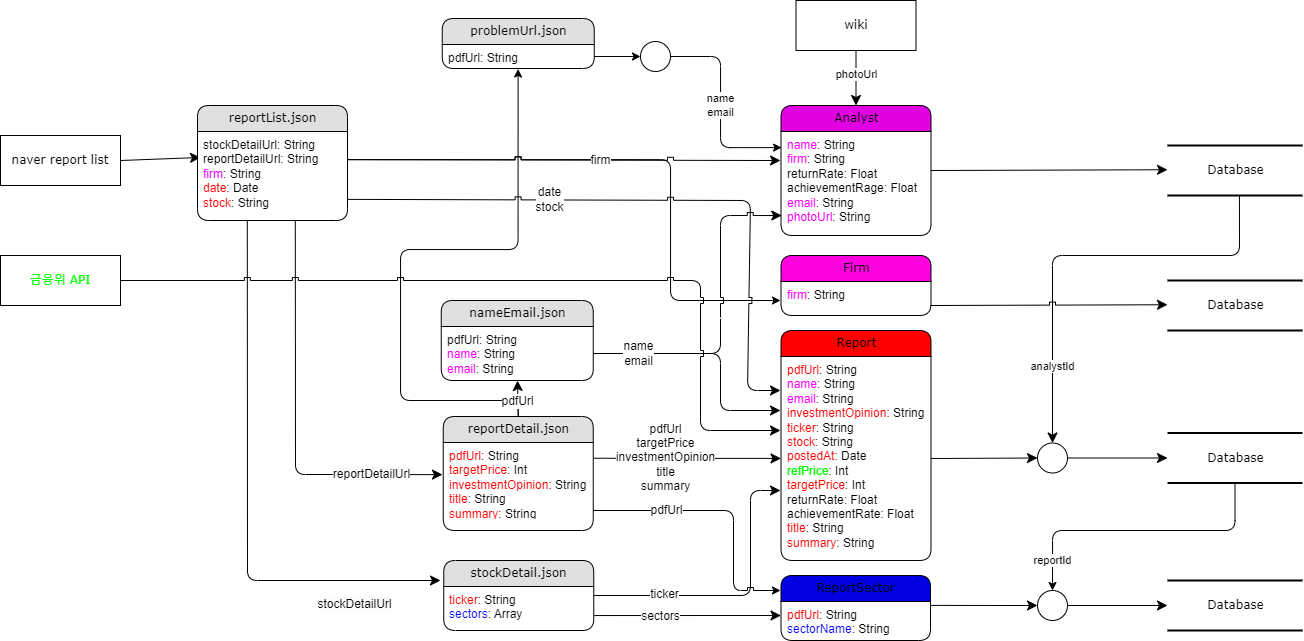 problemUrl.json
pdfUrl: String
wiki
photoUrl
name
email
reportList.json
stockDetailUrl: String
reportDetailUrl: String
firm: String
date: Date
stock: String
naver report list
firm
date
stock
Analyst
name: String
firm: String
returnRate: Float
achievementRage: Float
email: String
photoUrl: String
Database
금융위 API
Firm
firm: String
Database
nameEmail.json
pdfUrl: String
name: String
email: String
name
email
pdfUrl
Report
pdfUrl: String
name: String
email: String
investmentOpinion: String
ticker: String
stock: String
postedAt: Date
refPrice: Int
targetPrice: Int
returnRate: Float
achievementRate: Float
title: String
summary: String
analystId
Database
reportDetail.json
pdfUrl: String
targetPrice: Int
investmentOpinion: String
title: String
summary: String
reportDetailUrl
pdfUrl
targetPrice
investmentOpinion
title
summary
pdfUrl
stockDetail.json
ticker: String
sectors: Array
stockDetailUrl
ticker
sectors
ReportSector
pdfUrl: String
sectorName: String
reportId
Database